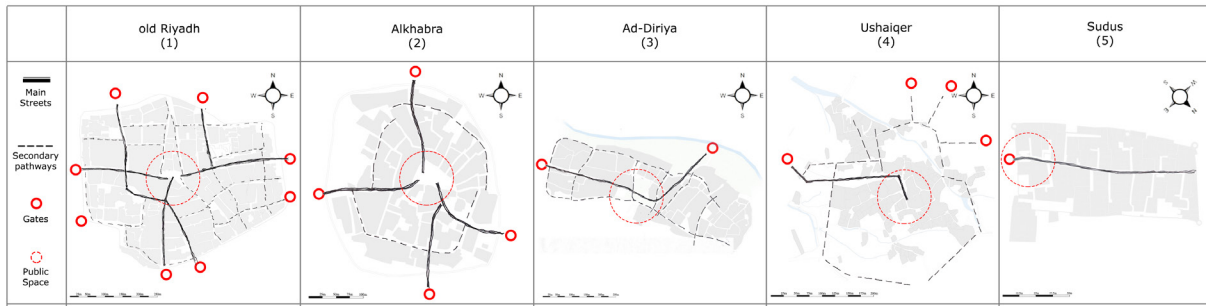 old Riyadh
(1)
Alkhabra
(2)
Ad-Diriya
(3)
Ushaiqer
(4)
Sudus
(5)
Main
Streets
Secondary
pathways
Gates
Public
Space
N
W E
S
N
W E
S
N
W E
S
N
W E
S
W
S
E
N